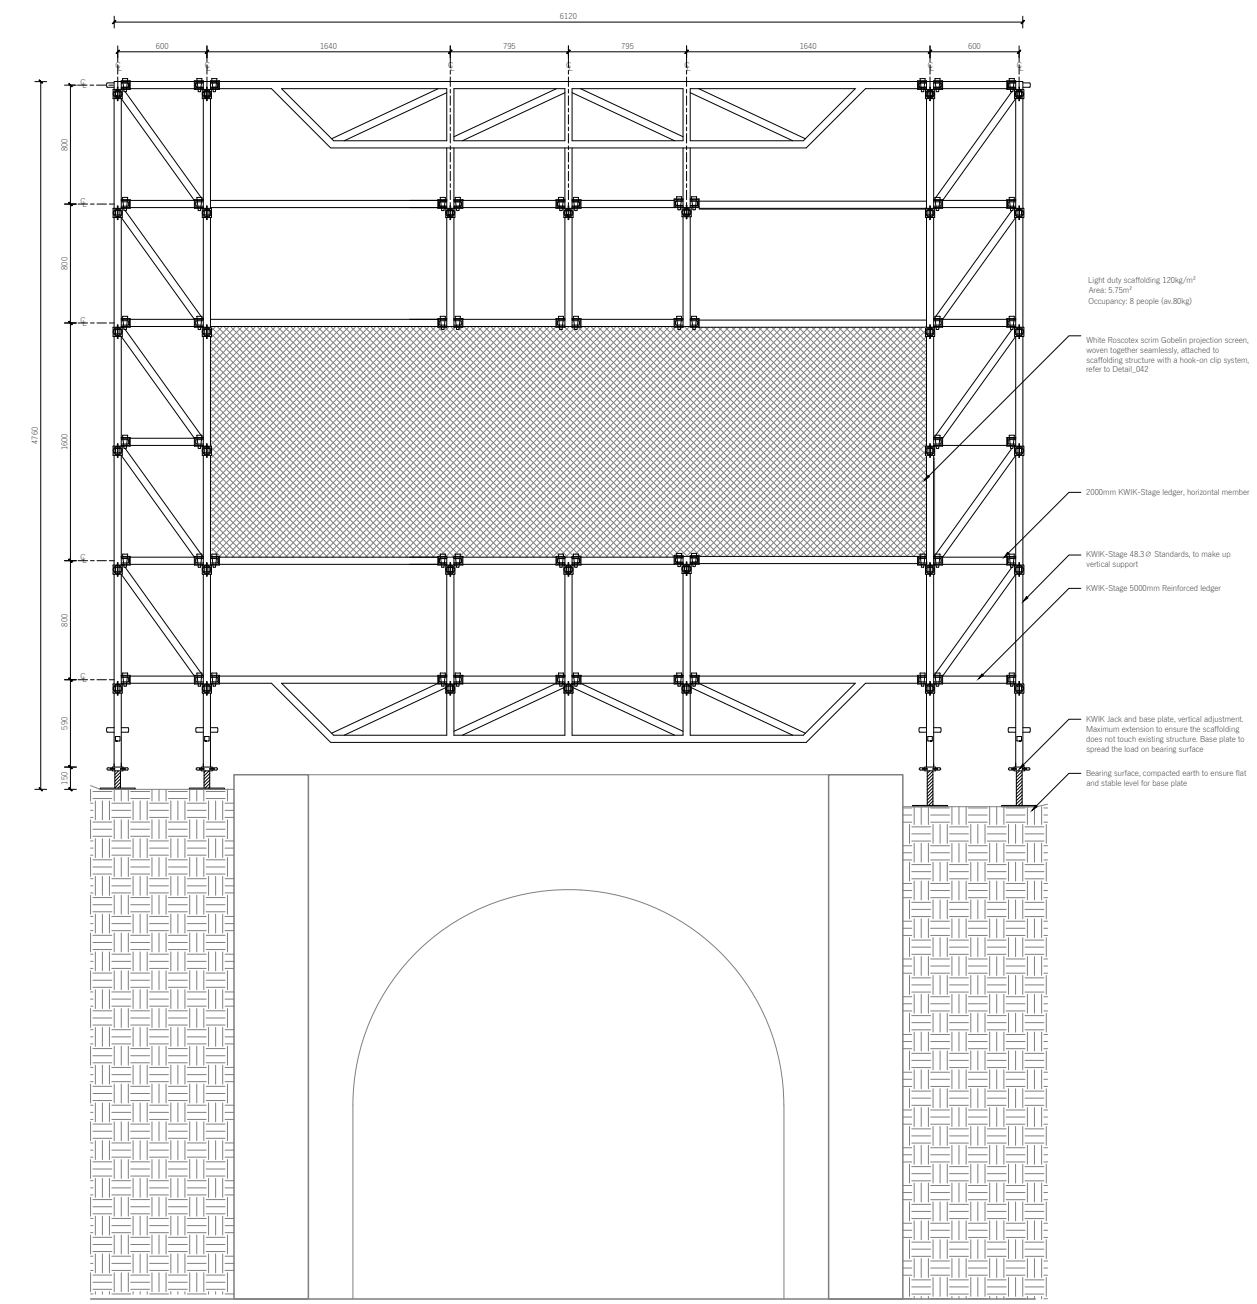 6120
600 1640 795 795 1640 600
800
800
1600
4760
800
590
150
Light duty scaffolding 120kg/m²
Area: 5.75m²
Occupancy: 8 people (av.80kg)
White Roscotex scrim Gobelin projection screen,
woven together seamlessly, attached to
scaffolding structure with a hook-on clip system,
refer to Detail_042
2000mm KWIK-Stage ledger, horizontal member
KWIK-Stage 48.3∅ Standards, to make up
vertical support
KWIK-Stage 5000mm Reinforced ledger
KWIK Jack and base plate, vertical adjustment.
Maximum extension to ensure the scaffolding
does not touch existing structure. Base plate to
spread the load on bearing surface
Bearing surface, compacted earth to ensure flat
and stable level for base plate